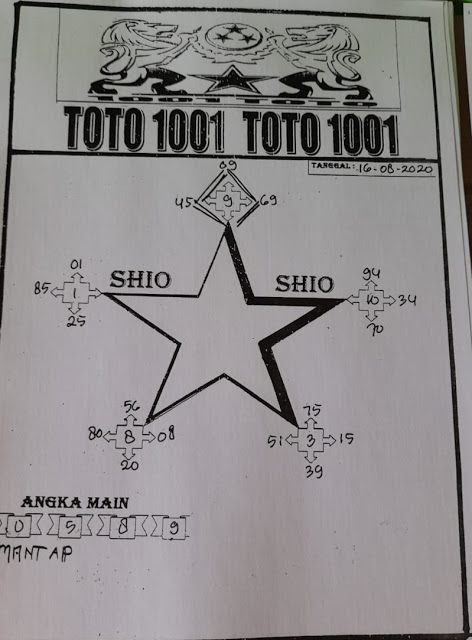 TOTO 1001 TOTO 1001
TANGGAL: 16-08-2020
89
45 9 69
SHIO SHIO
01 94
85 1 10 34
25 70
56 75
80 8 08 51 3 15
20 39
ANGKA MAIN
0 5 8 9
MANTAP